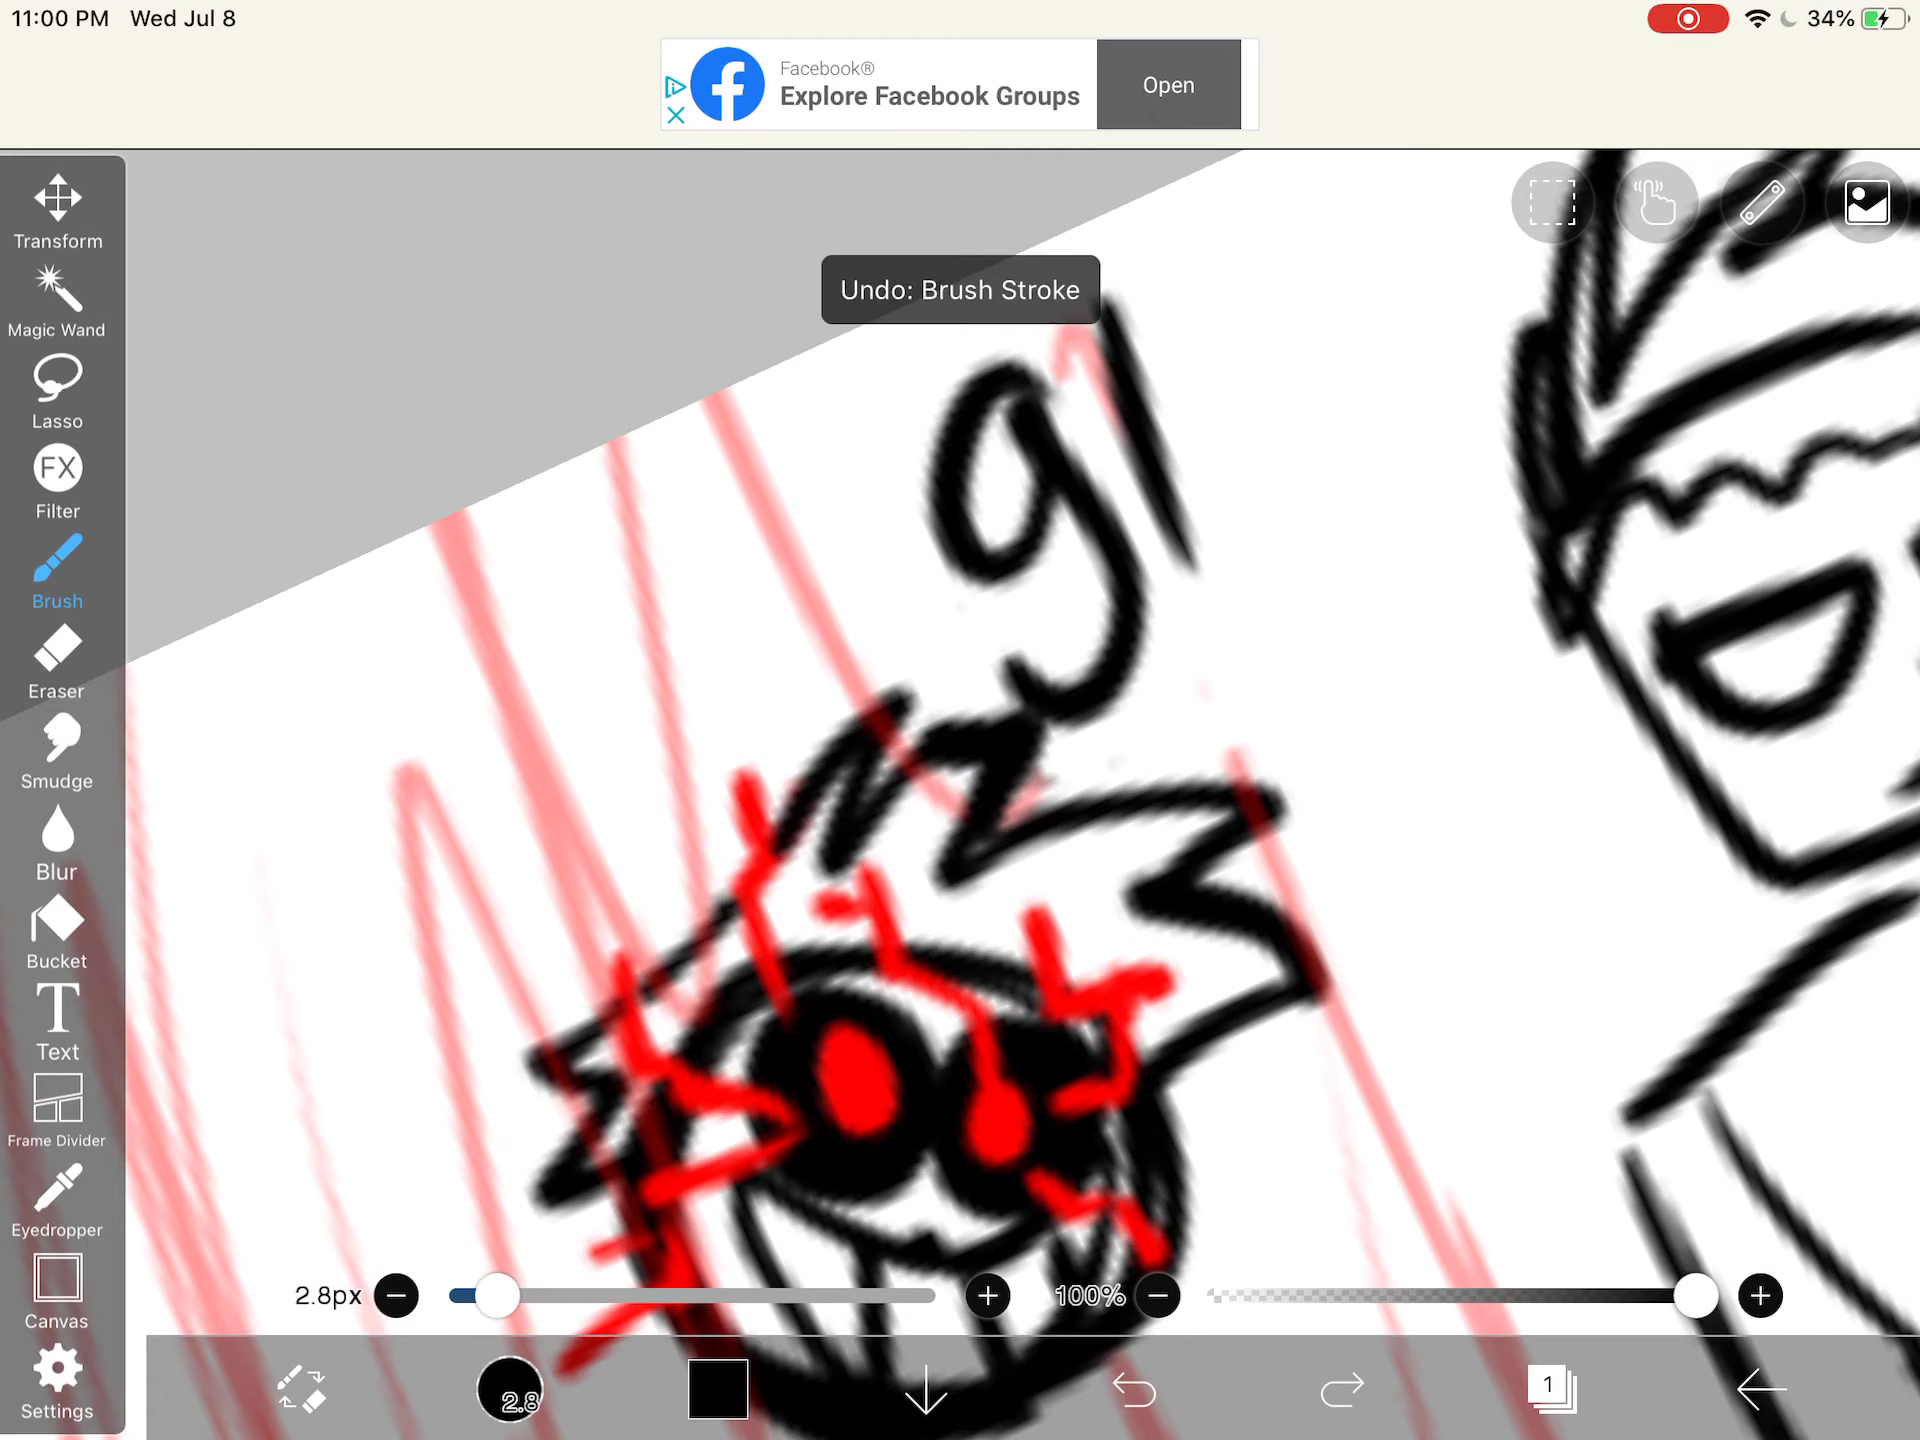 11:00 PM Wed Jul 8
34%
Facebook®
Explore Facebook Groups
Open
Transform
Undo: Brush Stroke
Magic Wand
Lasso
FX
Filter
Brush
Eraser
Smudge
Blur
Bucket
T
Text
Frame Divider
Eyedropper
Canvas
Settings
gl
2.8px
100%
2.8
1